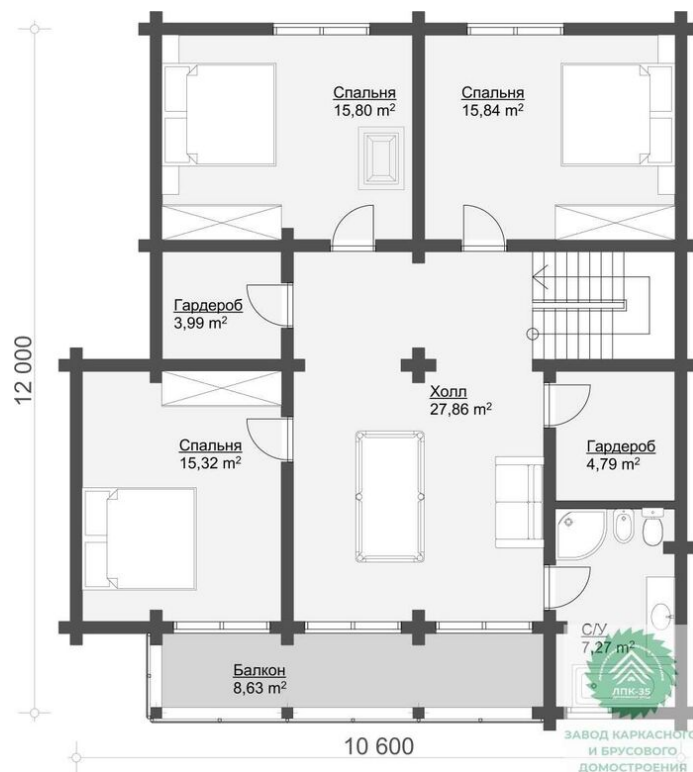 Спальня
15,80 m²
Спальня
15,84 m²
Гардероб
3,99 m²
12 000
Холл
27,86 m²
Спальня
15,32 m²
Гардероб
4,79 m²
С/У
7,27 m²
Балкон
8,63 m²
ЛПК-35
10 600
ЗАВОД КАРКАСНОГО
И БРУСОВОГО
ДОМОСТРОЕНИЯ